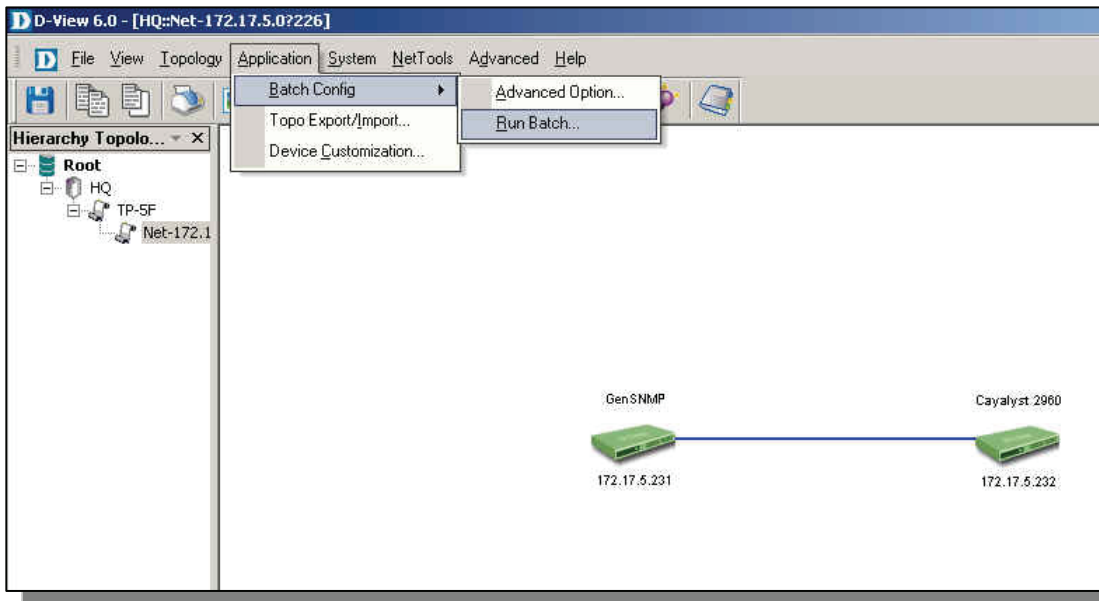 D-View 6.0 - [HQ::Net-172.17.5.0?226]
File View Topology Application System NetTools Advanced Help
Batch Config
Topo Export/Import...
Device Customization...
Advanced Option...
Run Batch...
Hierarchy Topolo...
Root
HQ
TP-5F
Net-172.1
GenSNMP
172.17.5.231
Cayalyst 2960
172.17.5.232